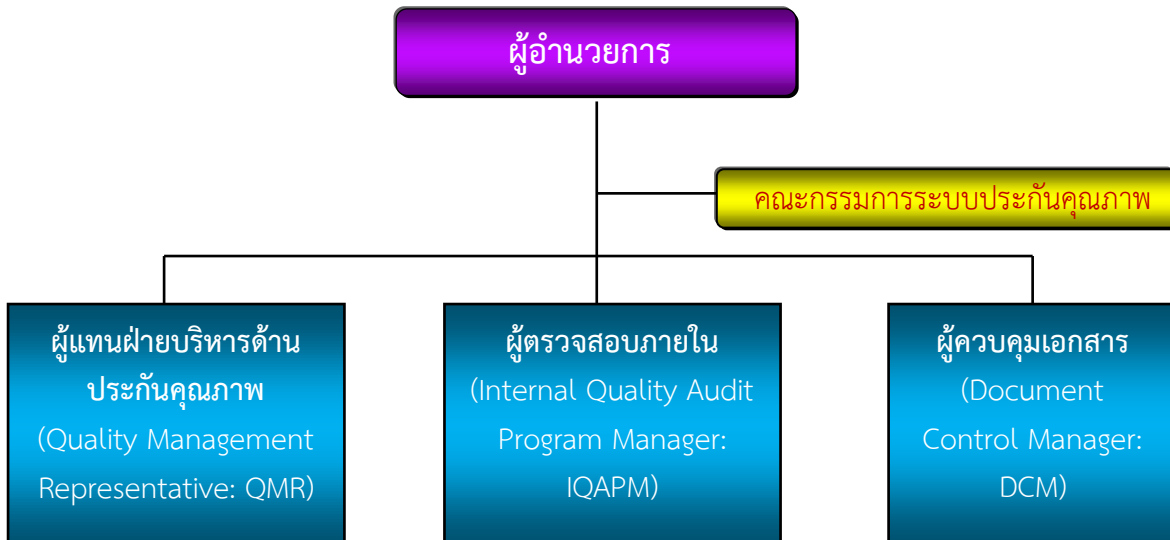 ผู้อำนวยการ
คณะกรรมการระบบประกันคุณภาพ
ผู้แทนฝ่ายบริหารด้าน
ประกันคุณภาพ
(Quality Management
Representative: QMR)
ผู้ตรวจสอบภายใน
(Internal Quality Audit
Program Manager:
IQAPM)
ผู้ควบคุมเอกสาร
(Document
Control Manager:
DCM)